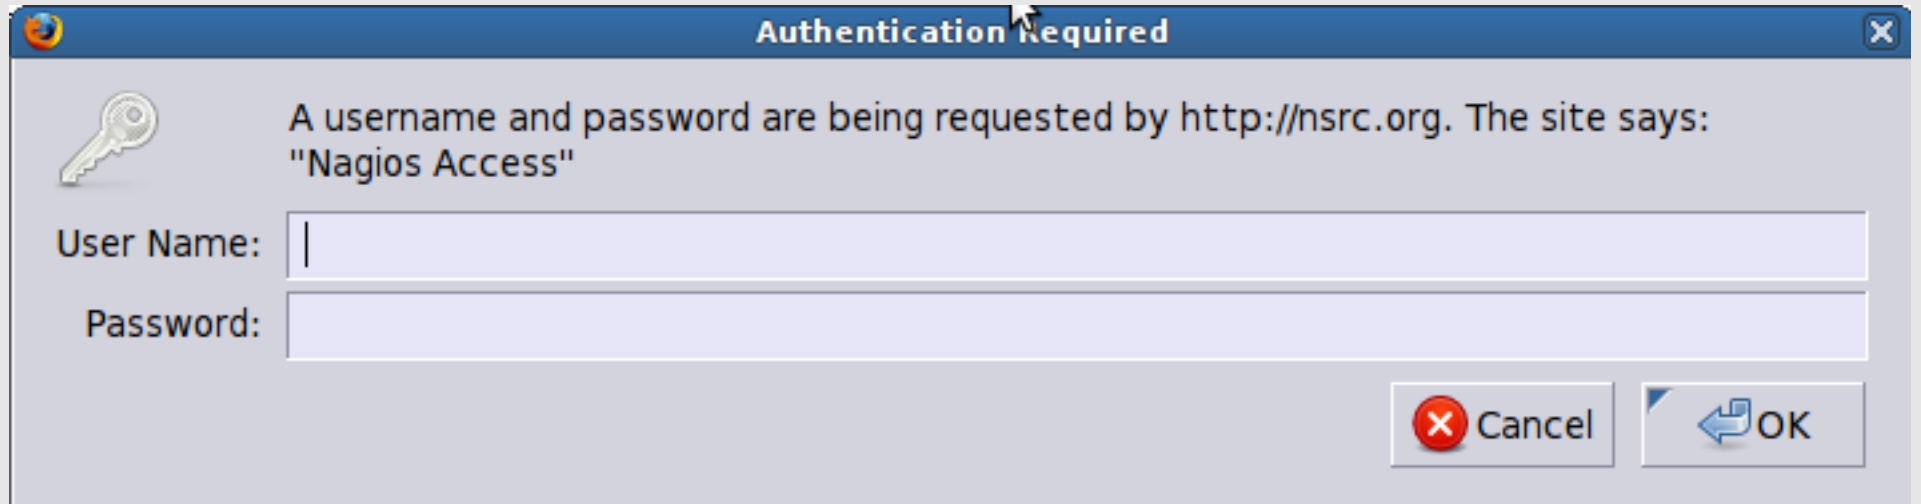 Authentication Required
A username and password are being requested by http://nsrc.org. The site says:
"Nagios Access"
User Name:
Password:
Cancel OK